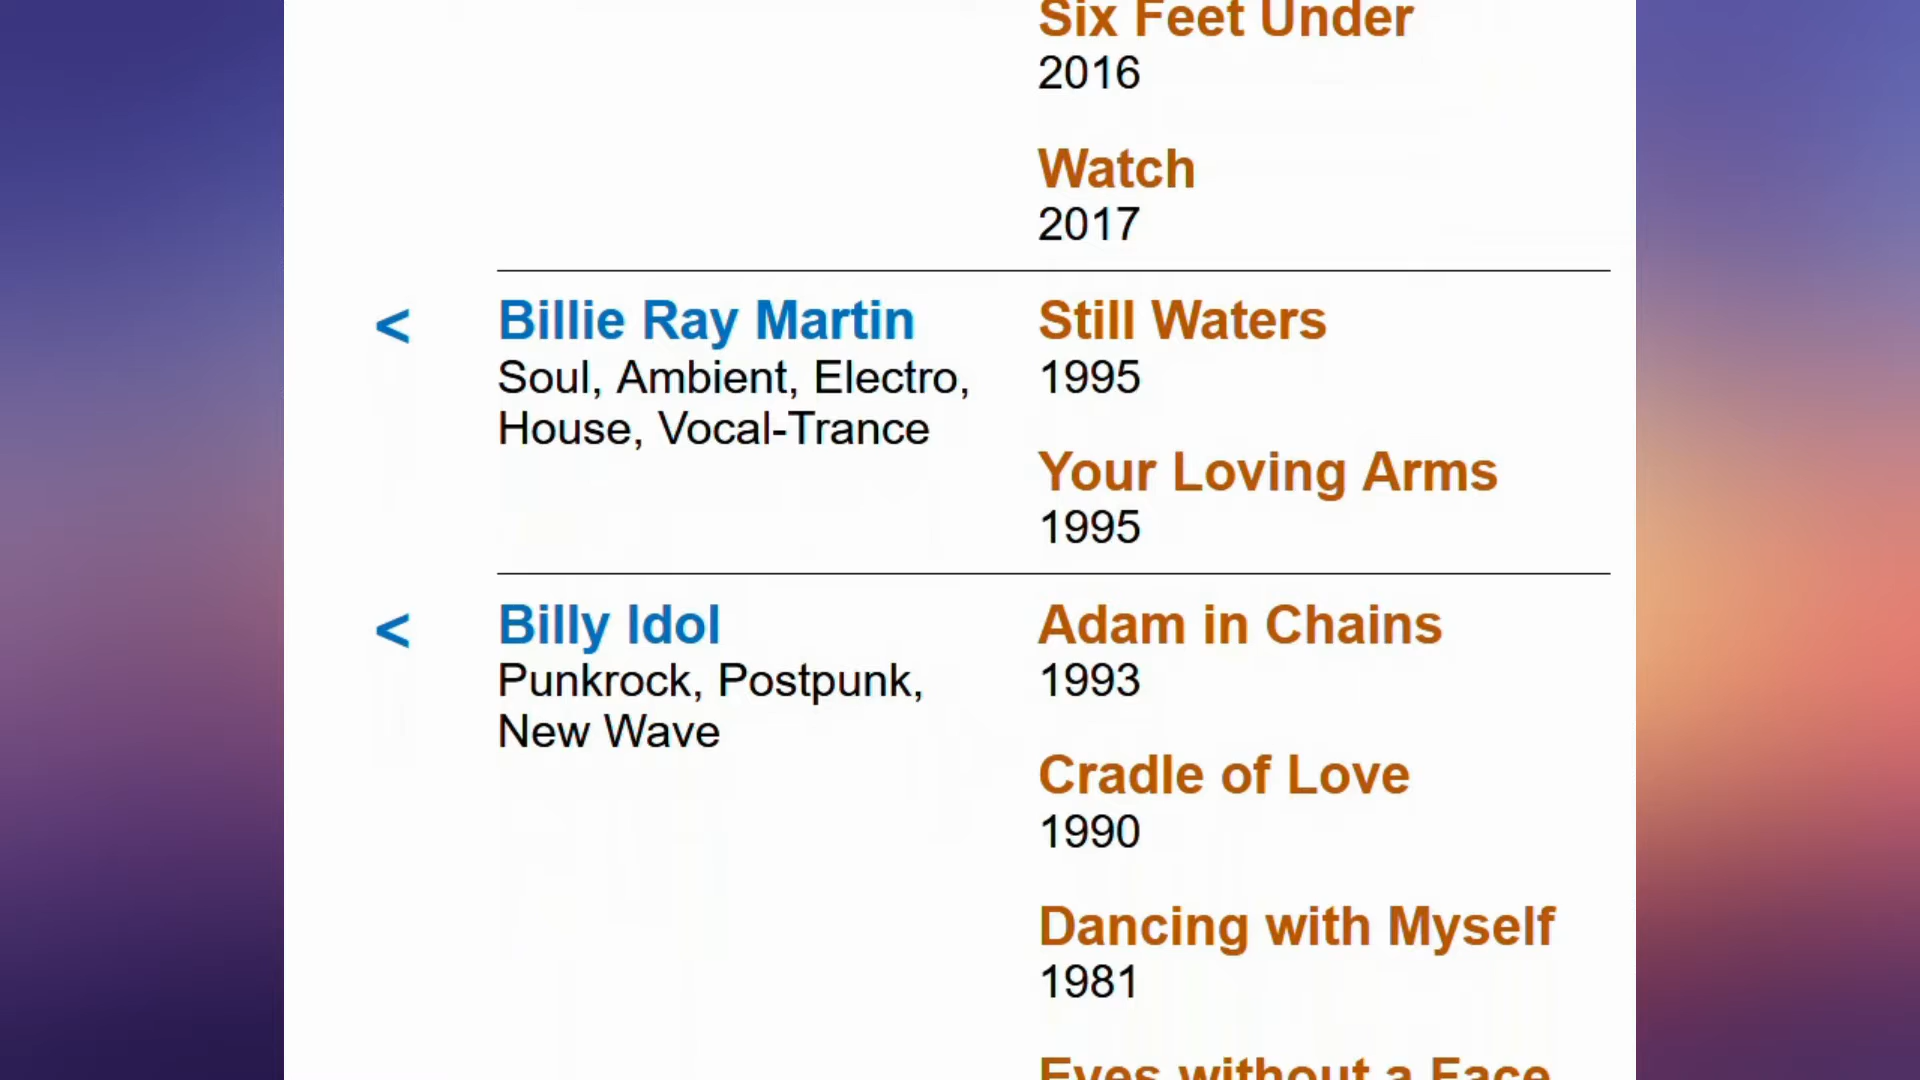 Six Feet Under
2016
Watch
2017
< Billie Ray Martin Still Waters
Soul, Ambient, Electro, 1995
House, Vocal-Trance
Your Loving Arms
1995
< Billy Idol Adam in Chains
Punkrock, Postpunk, 1993
New Wave
Cradle of Love
1990
Dancing with Myself
1981
Eyes without a Face